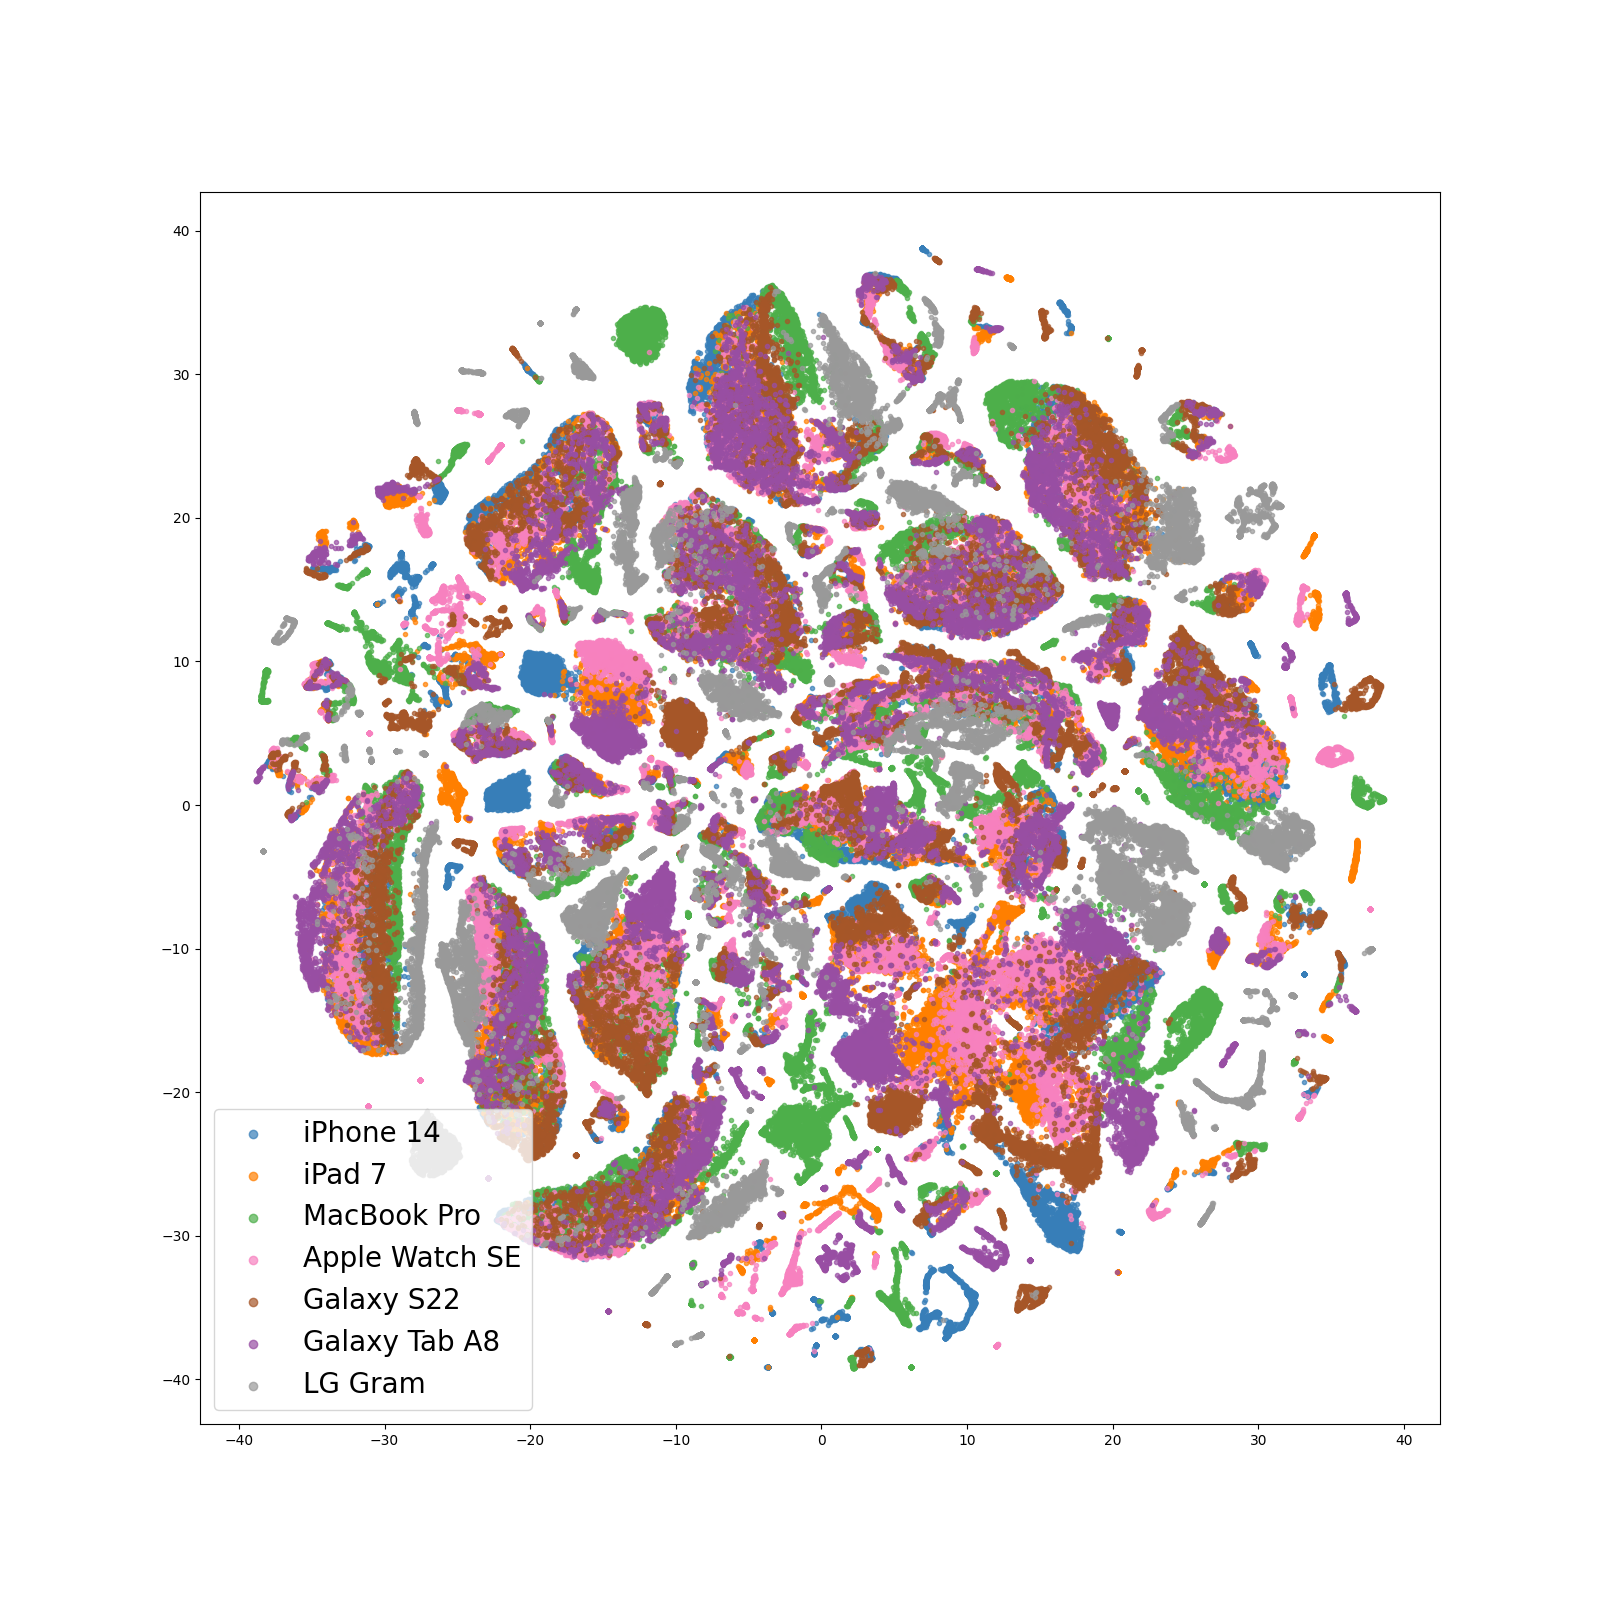 40
30
20
10
0
−10
−20
−30
−40
iPhone 14
iPad 7
MacBook Pro
Apple Watch SE
Galaxy S22
Galaxy Tab A8
LG Gram
−40 −30 −20 −10 0 10 20 30 40